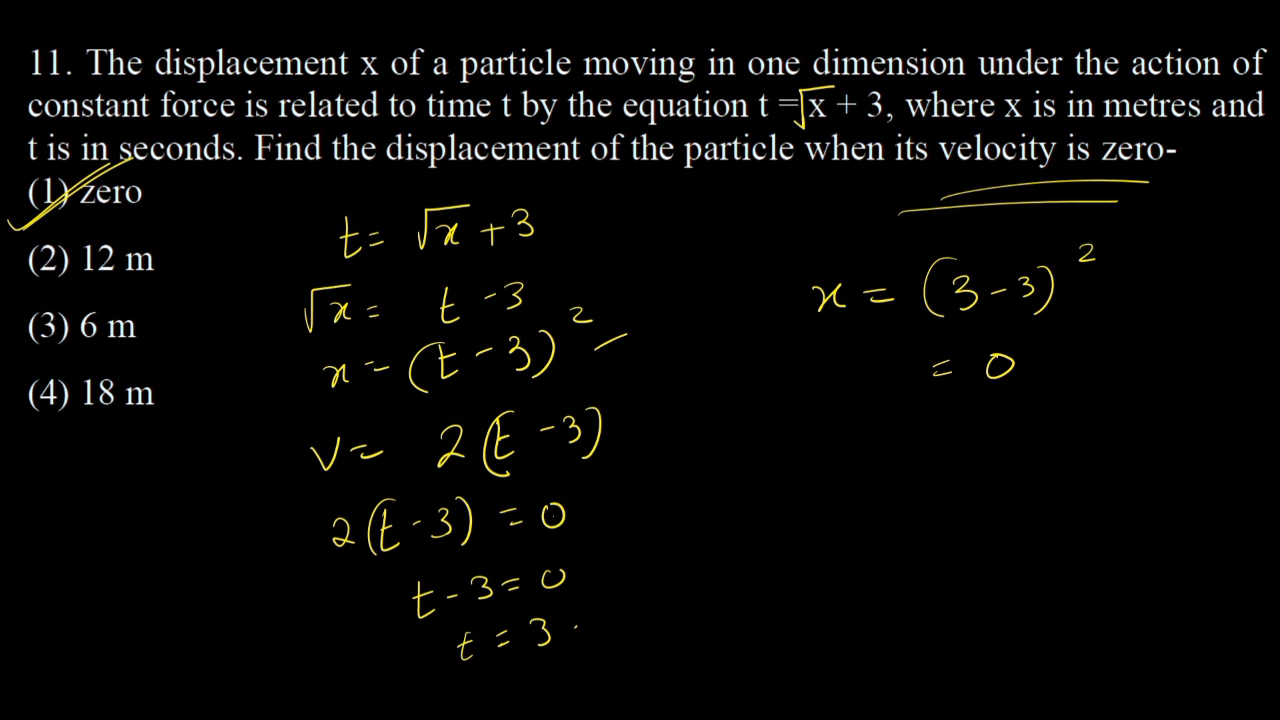 11. The displacement x of a particle moving in one dimension under the action of
constant force is related to time t by the equation t = √x + 3, where x is in metres and
t is in seconds. Find the displacement of the particle when its velocity is zero-
(1) zero
(2) 12 m
(3) 6 m
(4) 18 m
t = √x + 3
√x = t - 3
x = (t - 3)²
v = 2(t - 3)
2(t - 3) = 0
t - 3 = 0
t = 3
x = (3 - 3)²
= 0